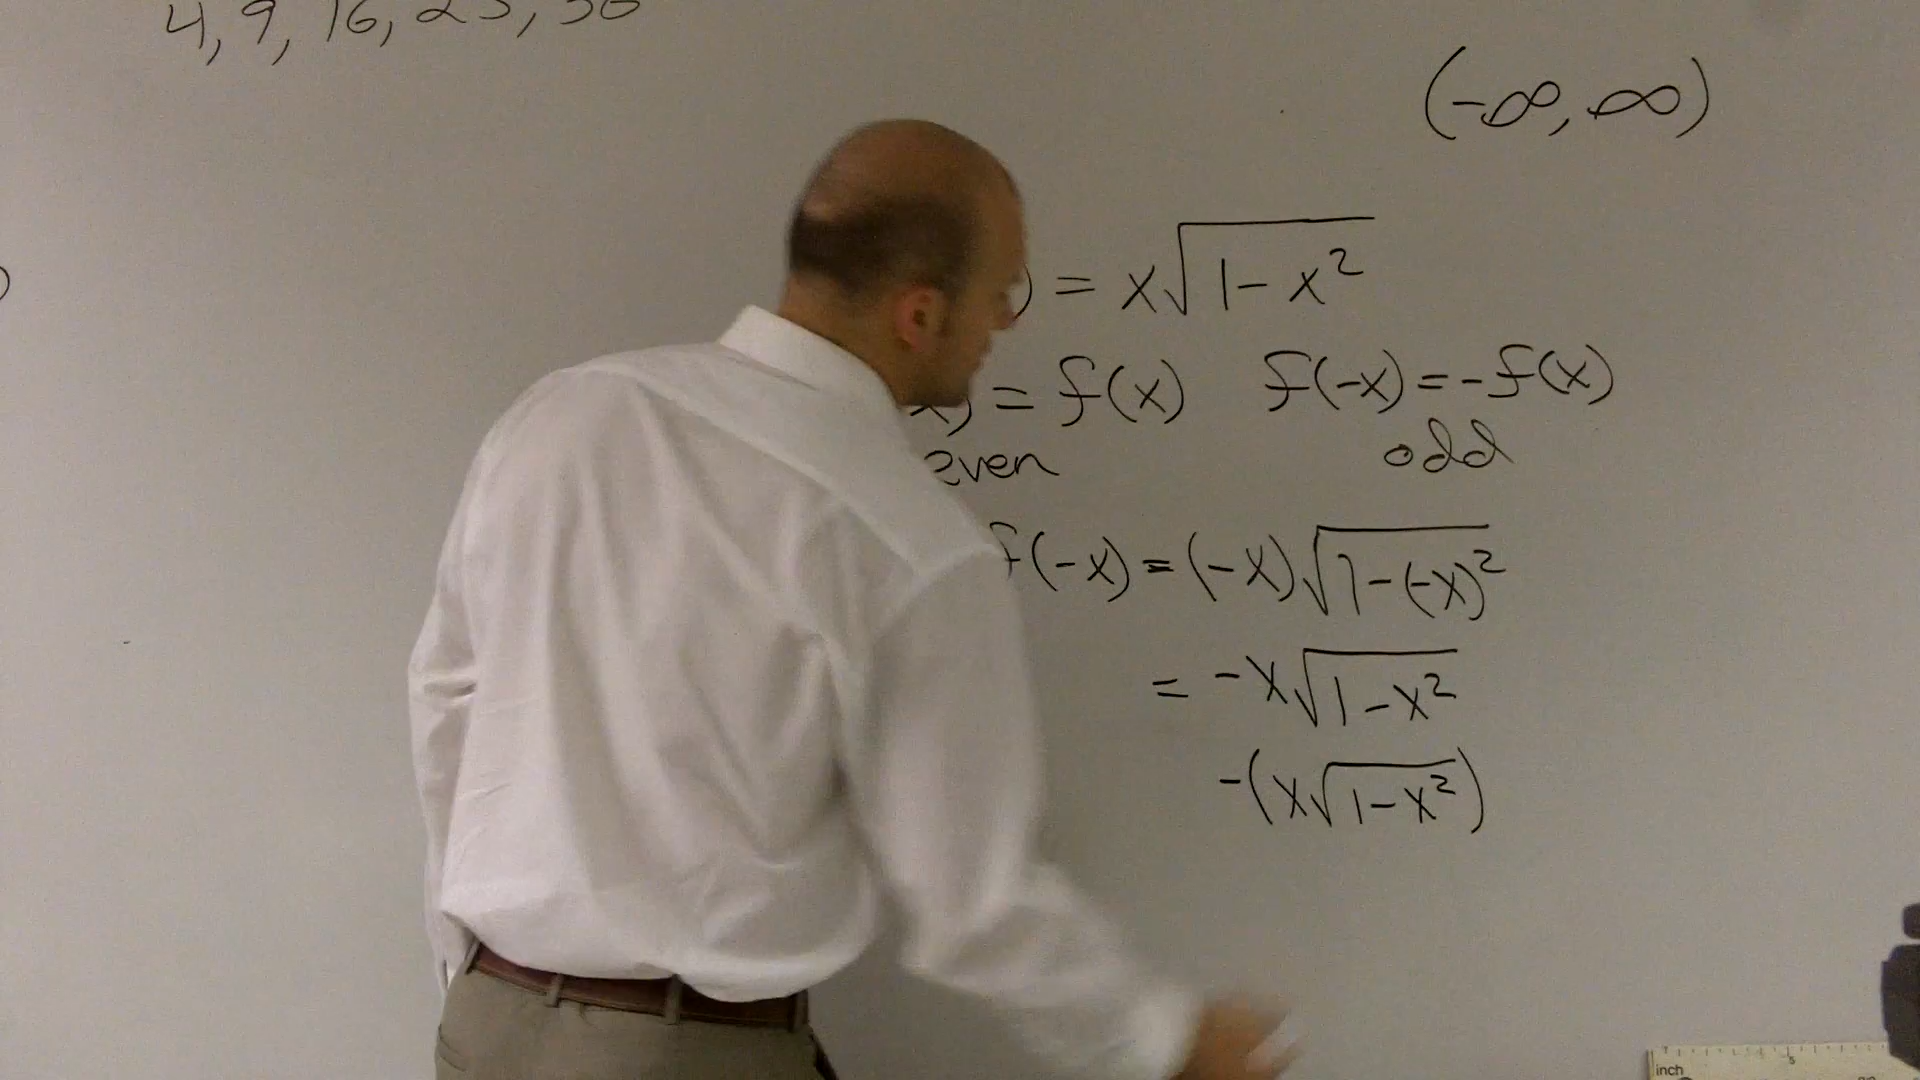 4, 9, 16, 25, 36
(-∞, ∞)
) = x√(1-x²)
x) = f(x) f(-x) = -f(x)
even odd
f(-x) = (-x)√(1-(-x)²)
= -x√(1-x²)
-(x√(1-x²))
inch